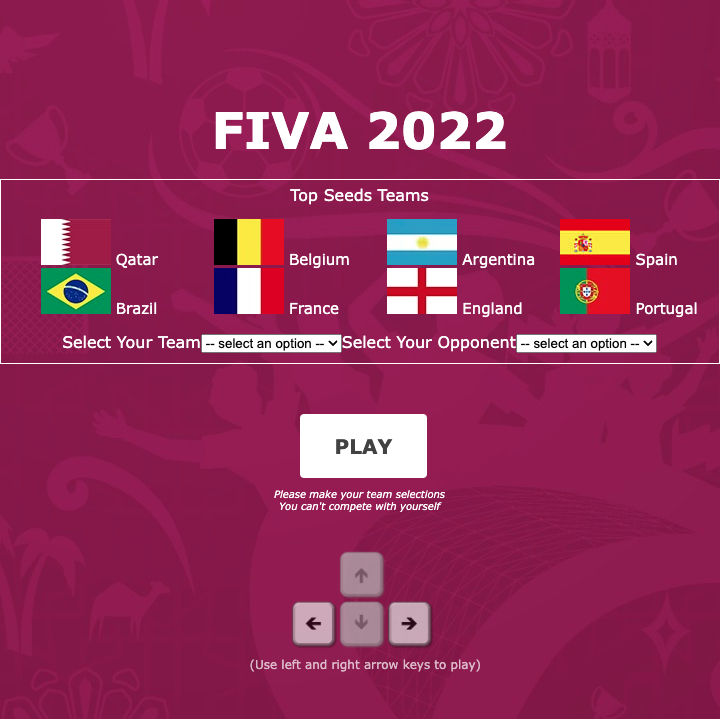 FIVA 2022
Top Seeds Teams
Qatar Belgium Argentina Spain
Brazil France England Portugal
Select Your Team -- select an option -- Select Your Opponent -- select an option --
PLAY
Please make your team selections
You can't compete with yourself
(Use left and right arrow keys to play)